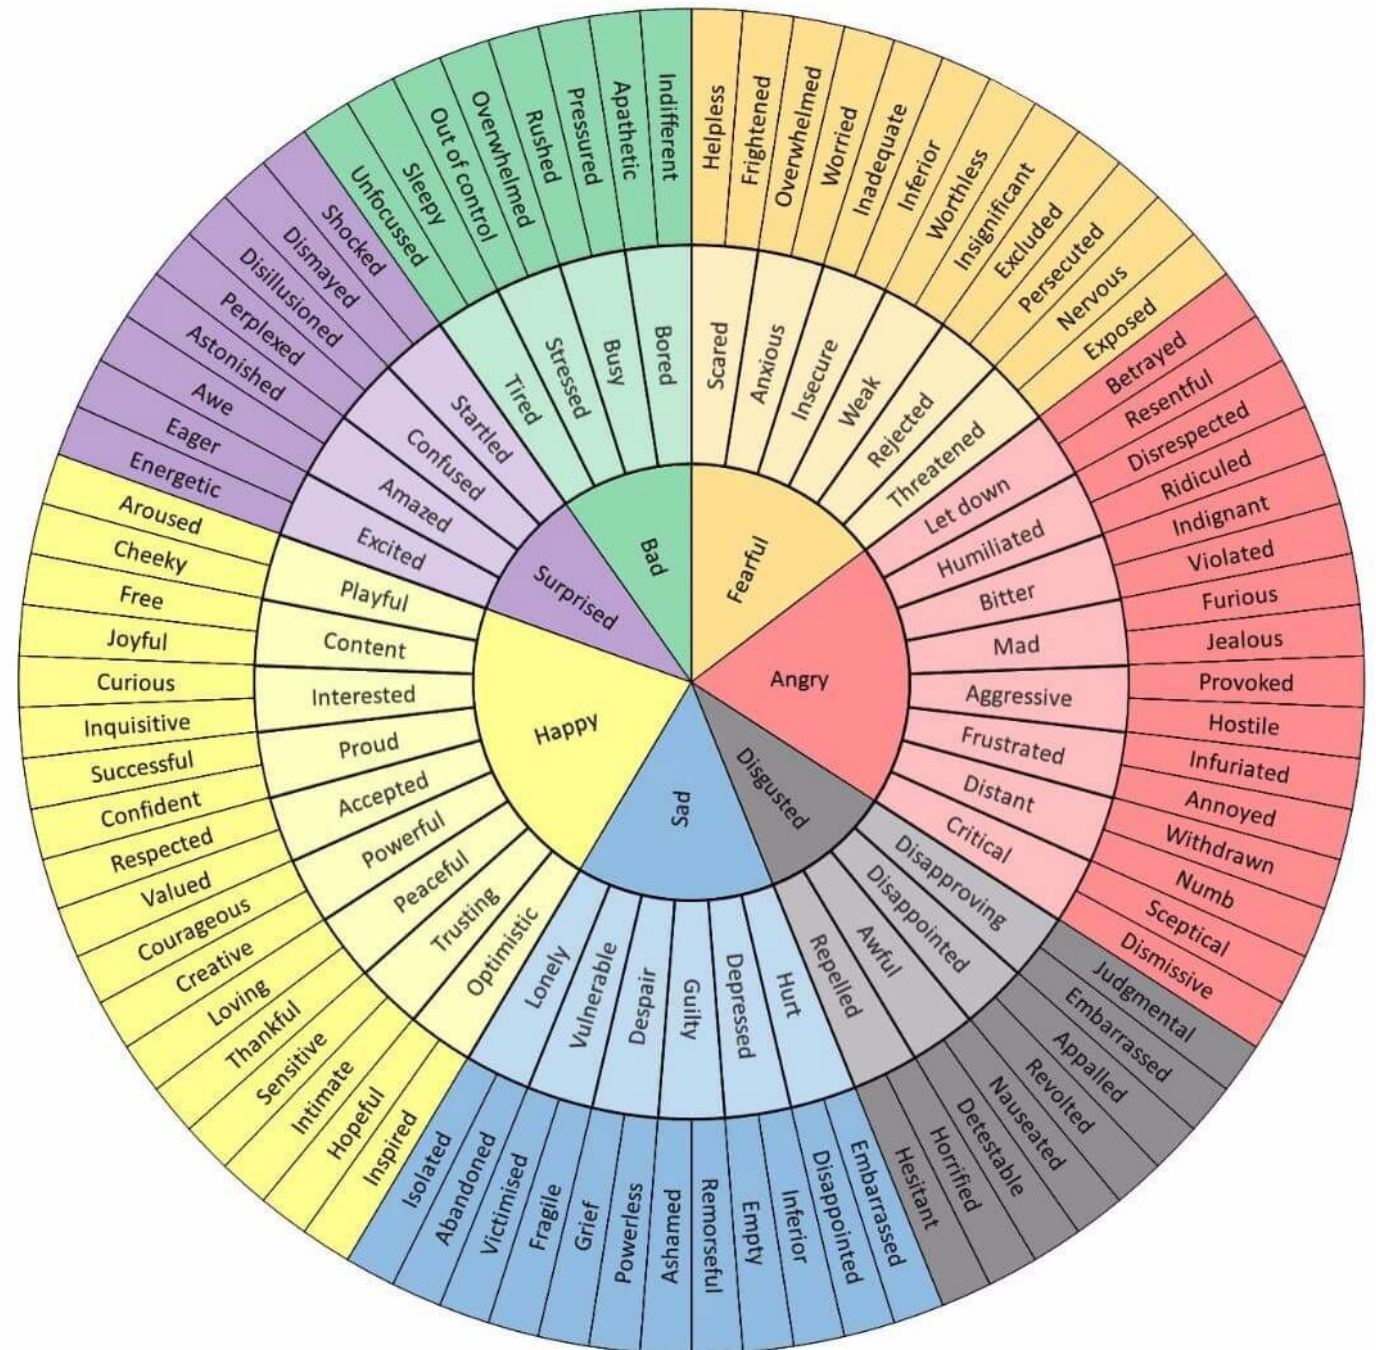 Fearful
Angry
Disgusted
Sad
Happy
Surprised
Bad
Scared
Anxious
Insecure
Weak
Rejected
Threatened
Let down
Humiliated
Bitter
Mad
Aggressive
Frustrated
Distant
Critical
Disapproving
Disappointed
Awful
Repelled
Hurt
Depressed
Guilty
Despair
Vulnerable
Lonely
Optimistic
Trusting
Peaceful
Powerful
Accepted
Proud
Interested
Content
Playful
Excited
Amazed
Confused
Startled
Tired
Stressed
Busy
Bored
Helpless
Frightened
Overwhelmed
Worried
Inadequate
Inferior
Worthless
Insignificant
Excluded
Persecuted
Nervous
Exposed
Betrayed
Resentful
Disrespected
Ridiculed
Indignant
Violated
Furious
Jealous
Provoked
Hostile
Infuriated
Annoyed
Withdrawn
Numb
Sceptical
Dismissive
Judgmental
Embarrassed
Appalled
Revolted
Nauseated
Detestable
Horrified
Hesitant
Embarrassed
Disappointed
Inferior
Empty
Remorseful
Ashamed
Powerless
Grief
Fragile
Victimised
Abandoned
Isolated
Inspired
Hopeful
Intimate
Sensitive
Thankful
Loving
Creative
Courageous
Valued
Respected
Confident
Successful
Inquisitive
Curious
Joyful
Free
Cheeky
Aroused
Energetic
Eager
Awe
Astonished
Perplexed
Disillusioned
Dismayed
Shocked
Unfocussed
Sleepy
Out of control
Overwhelmed
Rushed
Pressured
Apathetic
Indifferent